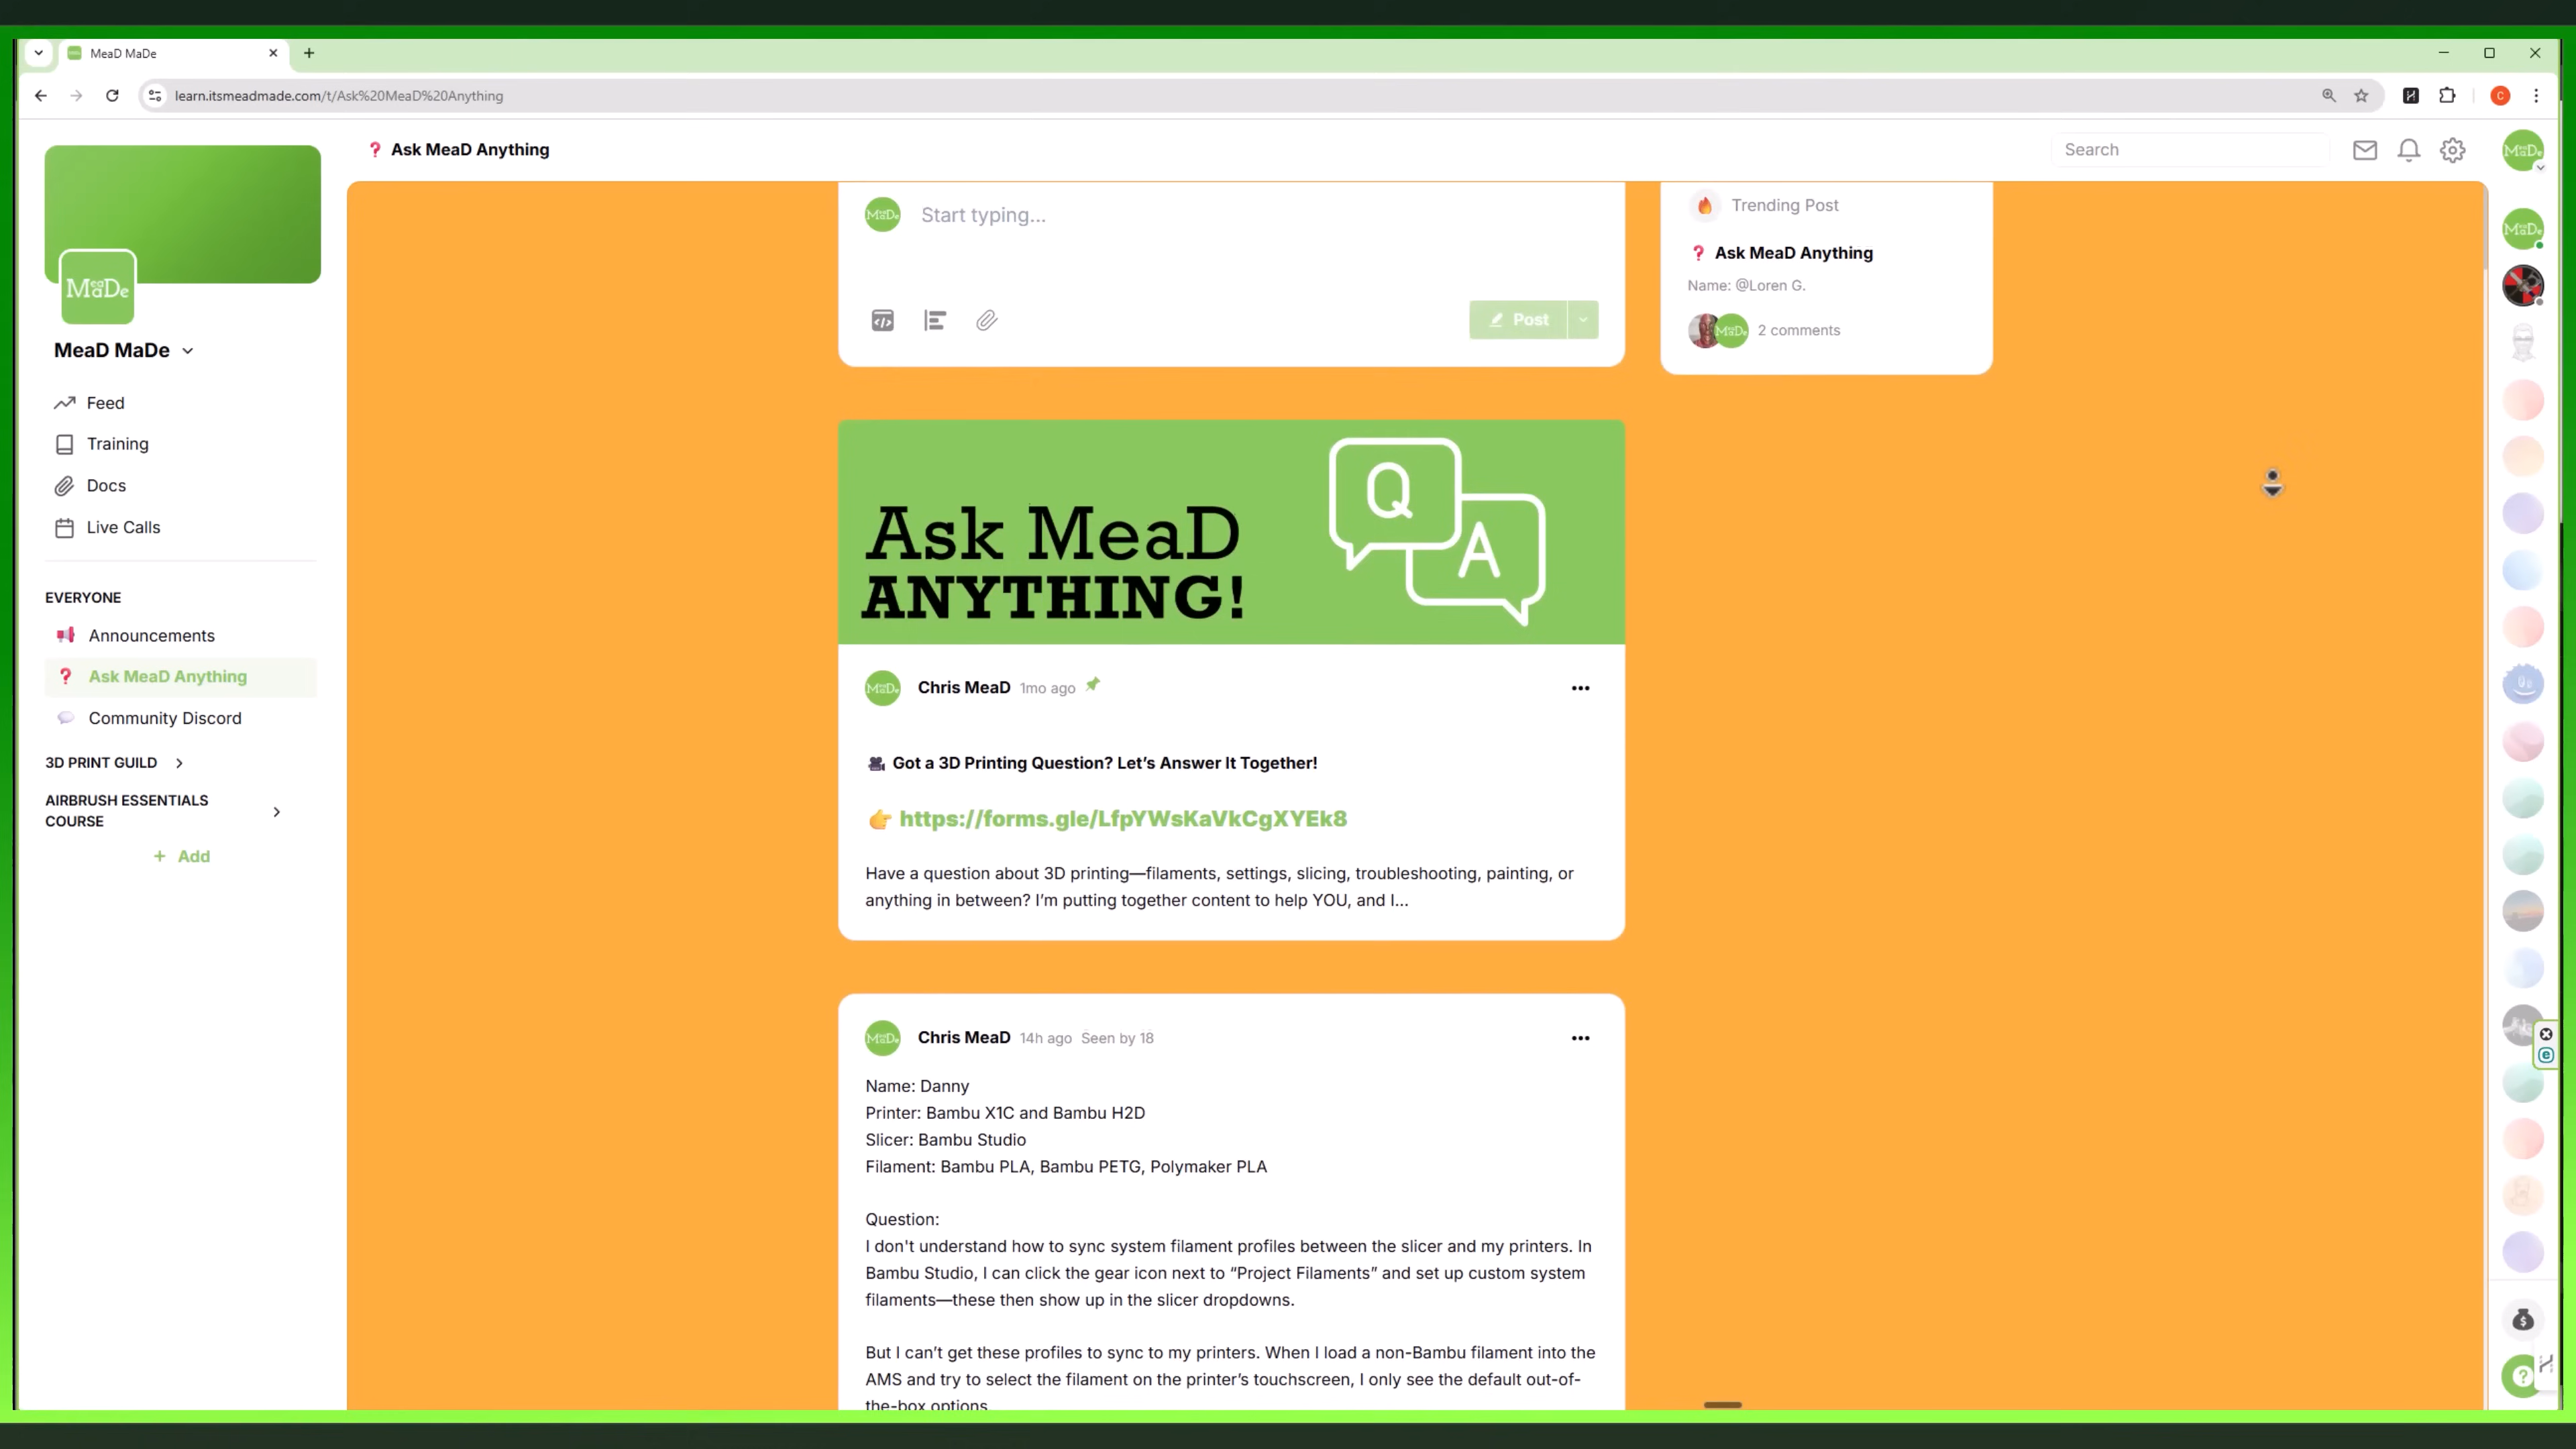 MeaD MaDe
learn.itsmeadmade.com/t/Ask%20MeaD%20Anything
C
❓ Ask MeaD Anything
Search
MeaD MaDe
MeaD MaDe
Feed
Training
Docs
Live Calls
EVERYONE
Announcements
Ask MeaD Anything
Community Discord
3D PRINT GUILD
AIRBRUSH ESSENTIALS
COURSE
+ Add
Start typing...
Post
Trending Post
❓ Ask MeaD Anything
Name: @Loren G.
2 comments
Ask MeaD
ANYTHING!
Q
A
Chris MeaD 1mo ago
Got a 3D Printing Question? Let’s Answer It Together!
👉 https://forms.gle/LfpYWsKaVkCgXYEk8
Have a question about 3D printing—filaments, settings, slicing, troubleshooting, painting, or
anything in between? I’m putting together content to help YOU, and I...
Chris MeaD 14h ago Seen by 18
Name: Danny
Printer: Bambu X1C and Bambu H2D
Slicer: Bambu Studio
Filament: Bambu PLA, Bambu PETG, Polymaker PLA
Question:
I don't understand how to sync system filament profiles between the slicer and my printers. In
Bambu Studio, I can click the gear icon next to “Project Filaments” and set up custom system
filaments—these then show up in the slicer dropdowns.
But I can’t get these profiles to sync to my printers. When I load a non-Bambu filament into the
AMS and try to select the filament on the printer’s touchscreen, I only see the default out-of-
the-box options